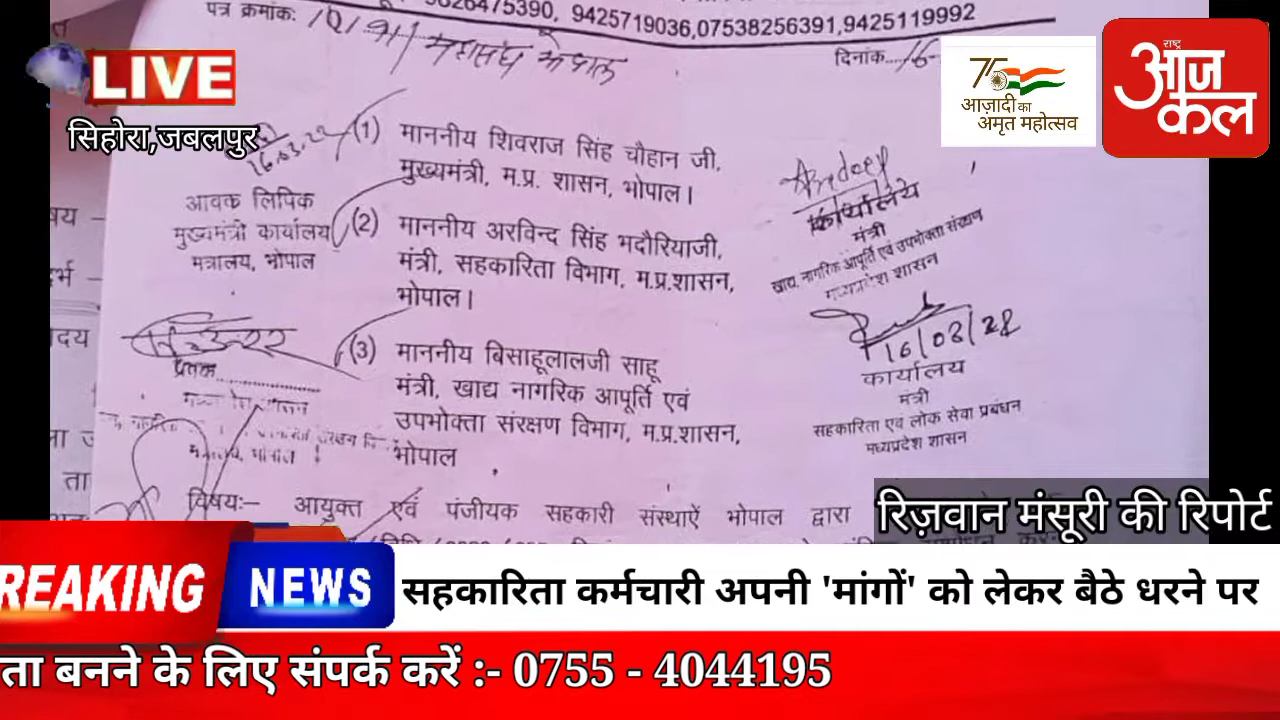 9425719036,07538256391,9425119992
पत्र क्रमांक:
दिनांक
LIVE
सिहोरा,जबलपुर
75
आज़ादी का
अमृत महोत्सव
राष्ट्र
आज
कल
(1) माननीय शिवराज सिंह चौहान जी,
मुख्यमंत्री, म.प्र. शासन, भोपाल।
आवक लिपिक
मुख्यमंत्री कार्यालय
मंत्रालय, भोपाल
(2) माननीय अरविन्द सिंह भदौरियाजी,
मंत्री, सहकारिता विभाग, म.प्र.शासन,
भोपाल।
कार्यालय
मंत्री
खाद्य, नागरिक आपूर्ति एवं उपभोक्ता संरक्षण
मध्यप्रदेश शासन
(3) माननीय बिसाहूलालजी साहू
मंत्री, खाद्य नागरिक आपूर्ति एवं
उपभोक्ता संरक्षण विभाग, म.प्र.शासन,
भोपाल
16/03/22
कार्यालय
मंत्री
सहकारिता एवं लोक सेवा प्रबंधन
मध्यप्रदेश शासन
विषयः– आयुक्त एवं पंजीयक सहकारी संस्थाऐं भोपाल द्वारा
रिज़वान मंसूरी की रिपोर्ट
REAKING NEWS
सहकारिता कर्मचारी अपनी 'मांगों' को लेकर बैठे धरने पर
ता बनने के लिए संपर्क करें :- 0755 - 4044195